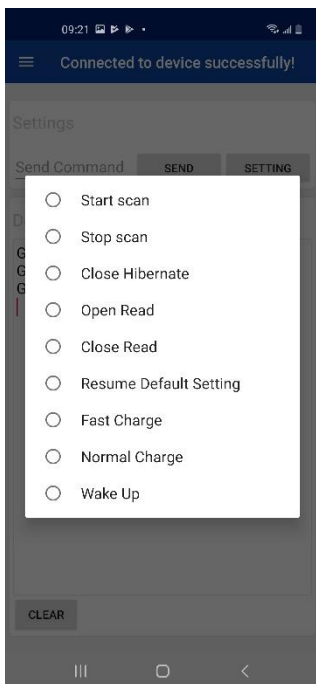 09:21
Connected to device successfully!
Settings
Send Command SEND SETTING
D
G
G
G
Start scan
Stop scan
Close Hibernate
Open Read
Close Read
Resume Default Setting
Fast Charge
Normal Charge
Wake Up
CLEAR